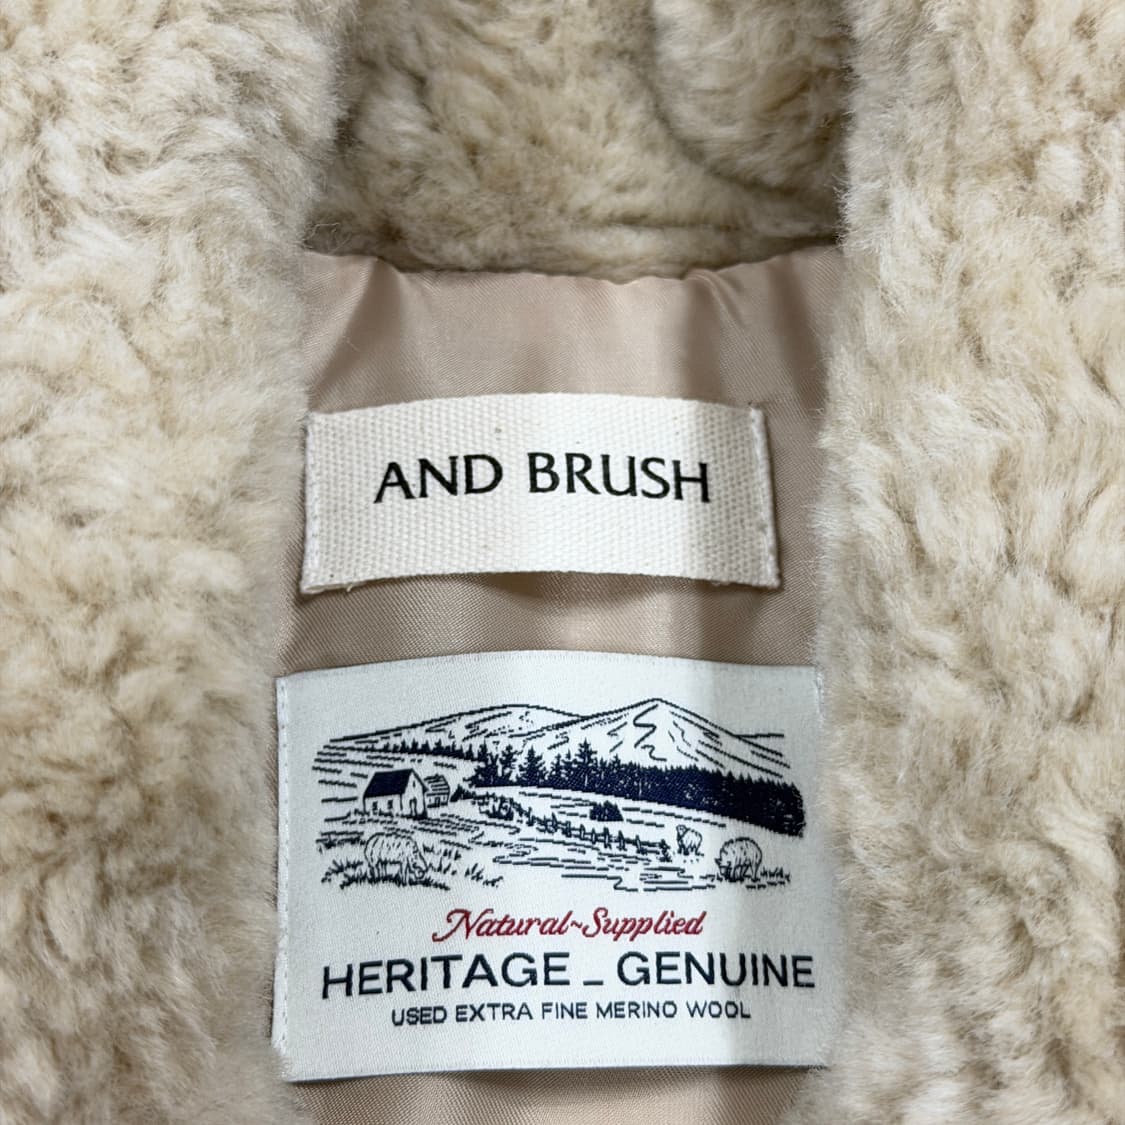 AND BRUSH
Natural~Supplied
HERITAGE _ GENUINE
USED EXTRA FINE MERINO WOOL